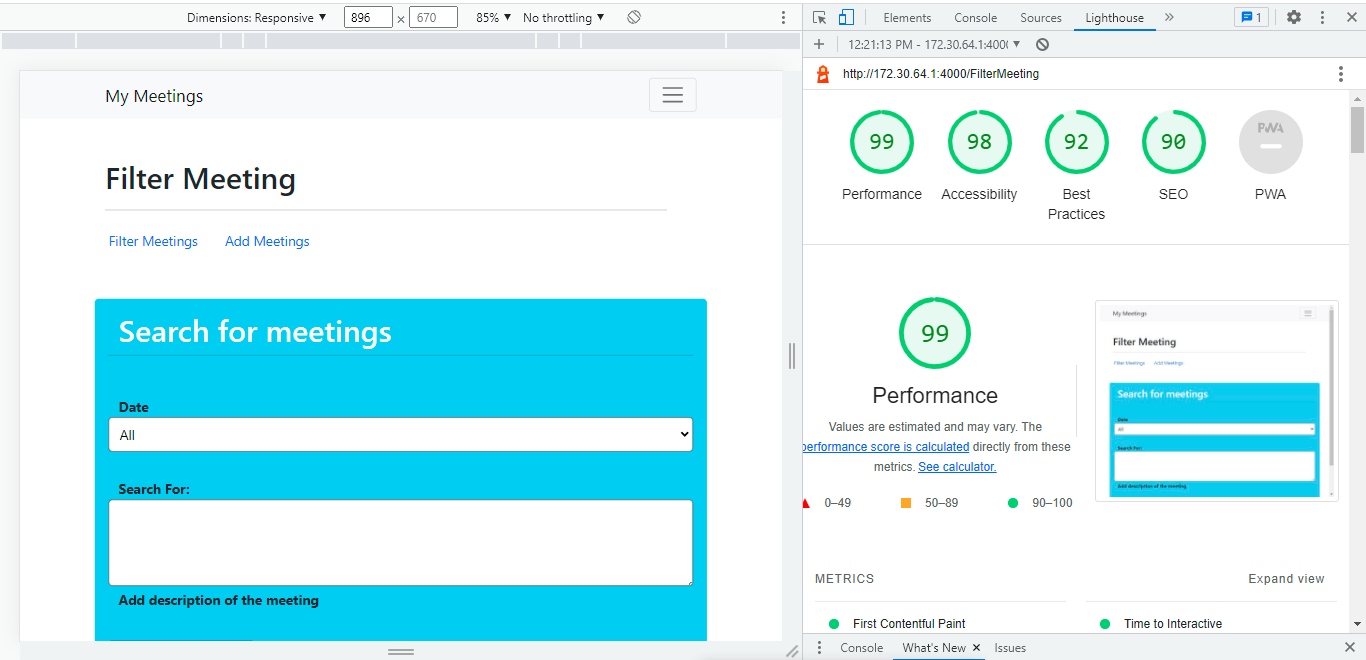 Dimensions: Responsive ▼ 896 × 670 85% ▼ No throttling ▼
My Meetings
Filter Meeting
Filter Meetings Add Meetings
Search for meetings
Date
All
Search For:
Add description of the meeting
Elements Console Sources Lighthouse » 1
+ 12:21:13 PM - 172.30.64.1:400 ▼
http://172.30.64.1:4000/FilterMeeting
99 98 92 90 PWA
Performance Accessibility Best Practices SEO PWA
99
Performance
Values are estimated and may vary. The
performance score is calculated directly from these
metrics. See calculator.
0–49 50–89 90–100
My Meetings
Filter Meeting
Filter Meetings Add Meetings
Search for meetings
Date
All
Search For:
Add description of the meeting
METRICS Expand view
First Contentful Paint Time to Interactive
Console What's New × Issues